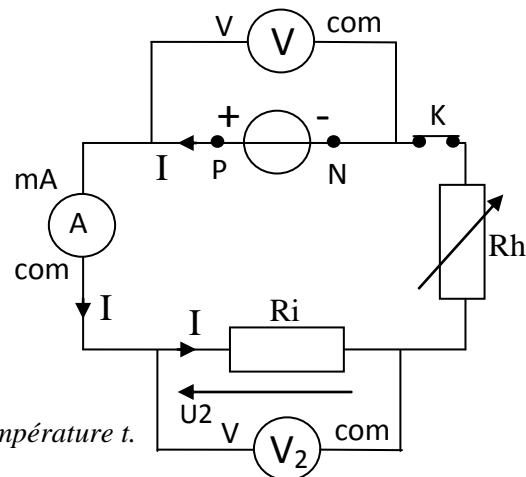 V V com
+ - K
I P N
mA
A
com
Rh
I I Ri
U2
mpérature t.
V V₂ com